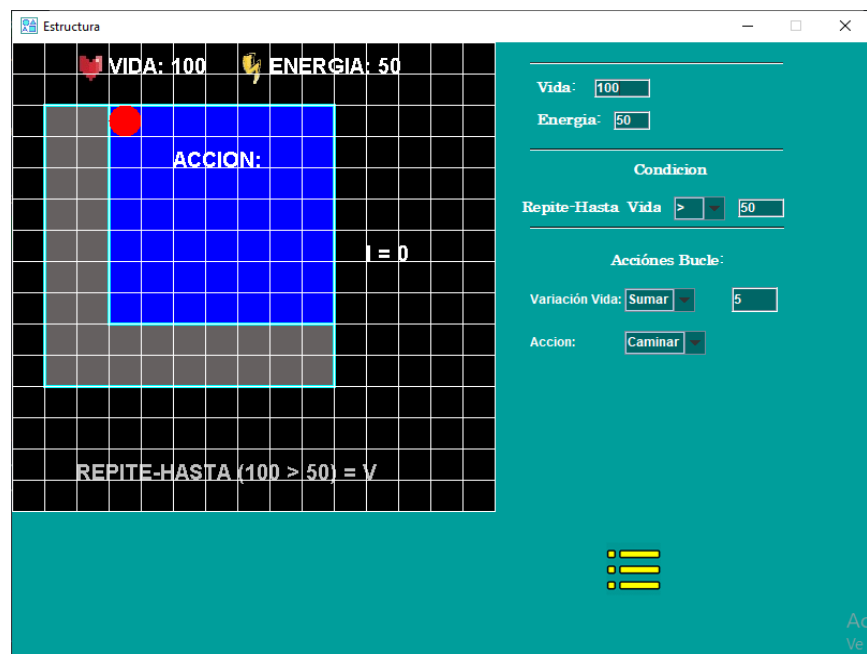 Estructura
VIDA: 100 ENERGIA: 50
ACCION:
I = 0
REPITE-HASTA (100 > 50) = V
Vida: 100
Energia: 50
Condicion
Repite-Hasta Vida > 50
Acciónes Bucle:
Variación Vida: Sumar 5
Accion: Caminar